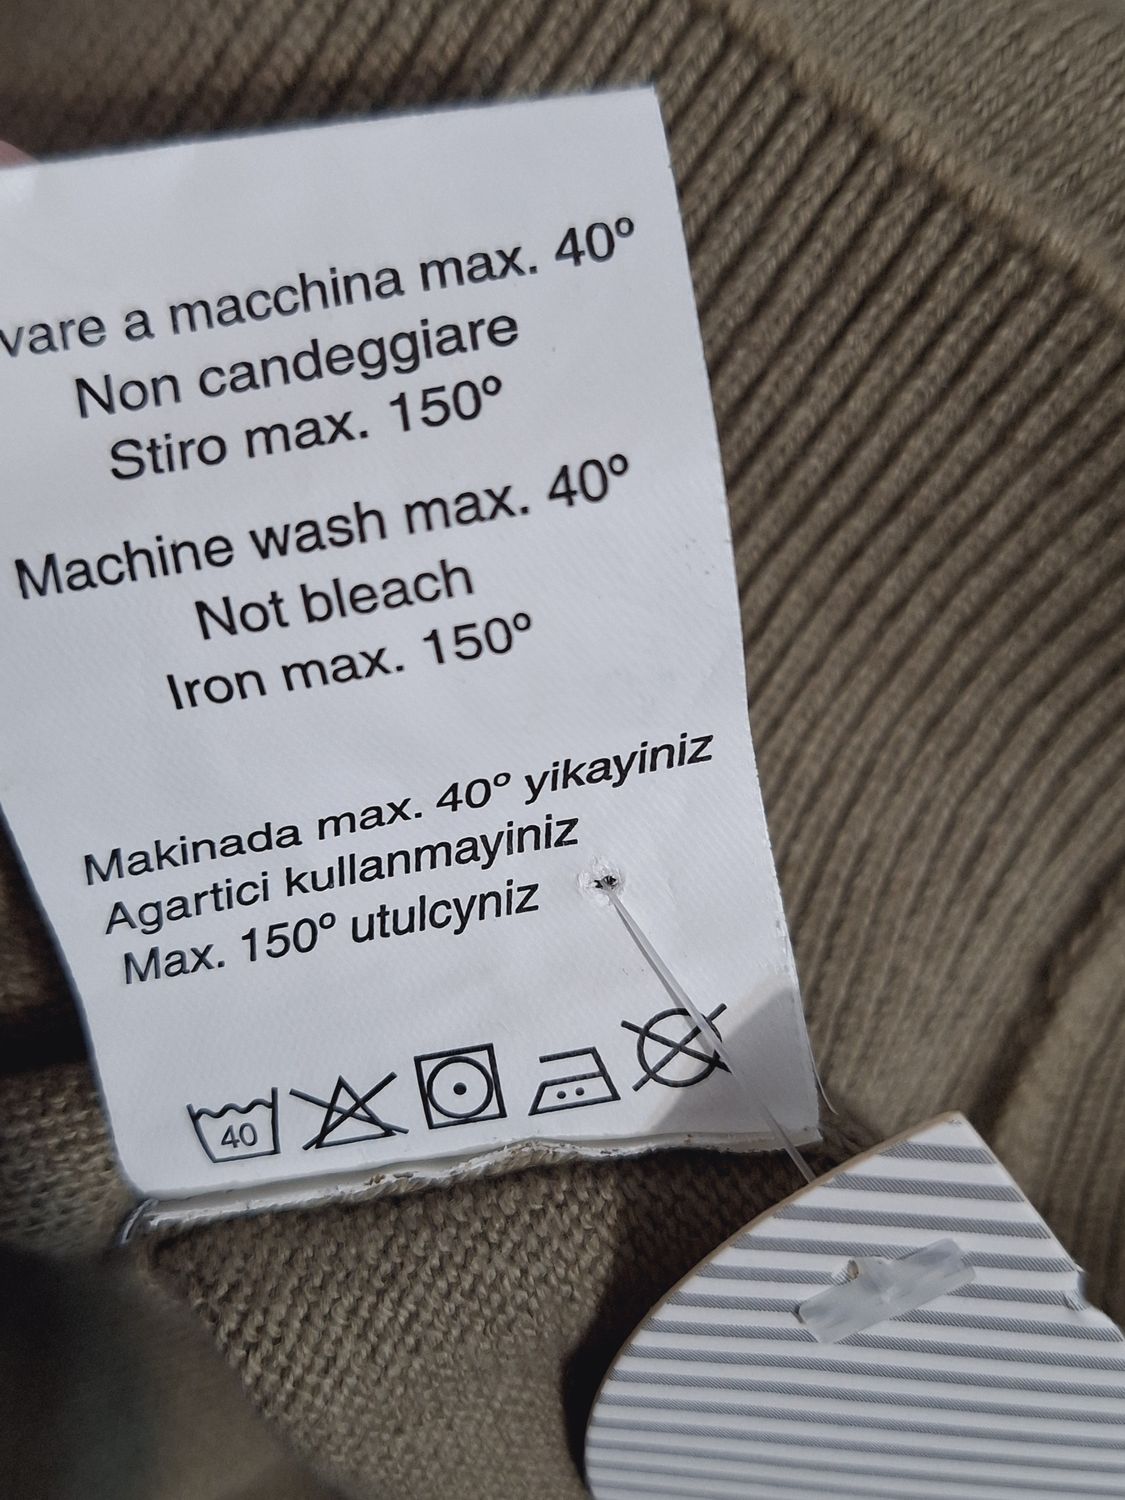 vare a macchina max. 40°
Non candeggiare
Stiro max. 150°
Machine wash max. 40°
Not bleach
Iron max. 150°
Makinada max. 40° yikayiniz
Agartici kullanmayiniz
Max. 150° utulcyniz
40